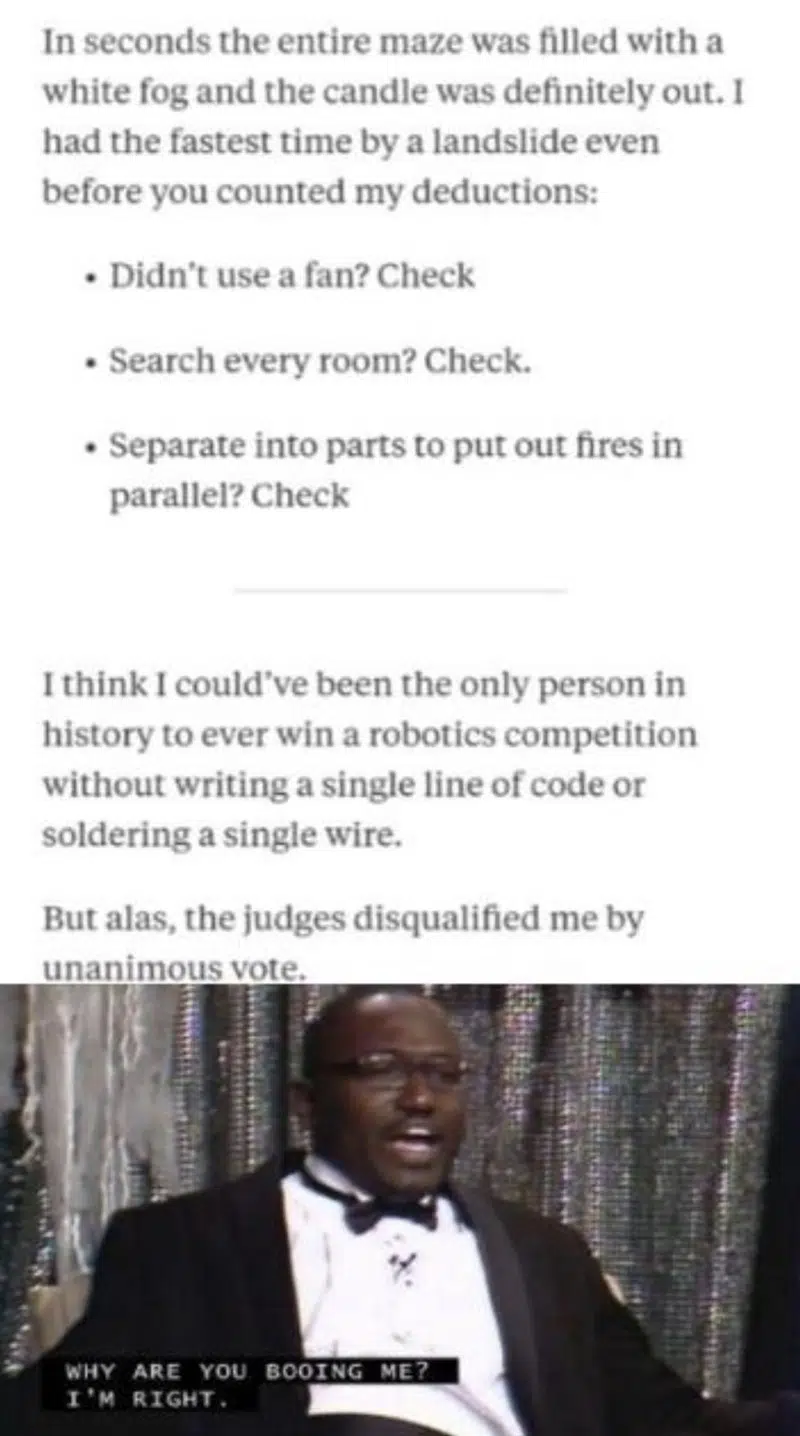 In seconds the entire maze was filled with a
white fog and the candle was definitely out. I
had the fastest time by a landslide even
before you counted my deductions:
• Didn't use a fan? Check
• Search every room? Check.
• Separate into parts to put out fires in
parallel? Check
I think I could've been the only person in
history to ever win a robotics competition
without writing a single line of code or
soldering a single wire.
But alas, the judges disqualified me by
unanimous vote.
WHY ARE YOU BOOING ME?
I'M RIGHT.